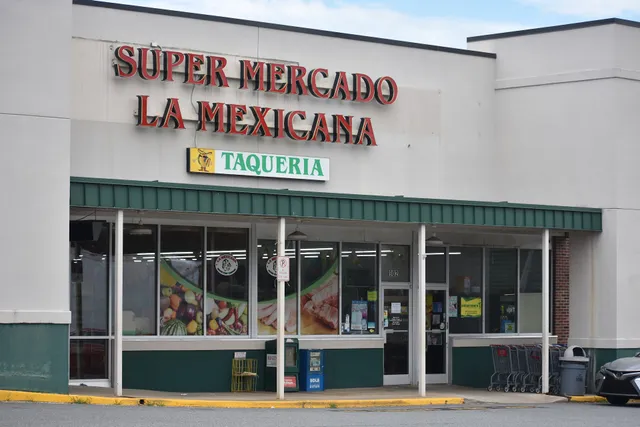 SUPER MERCADO
LA MEXICANA
TAQUERIA